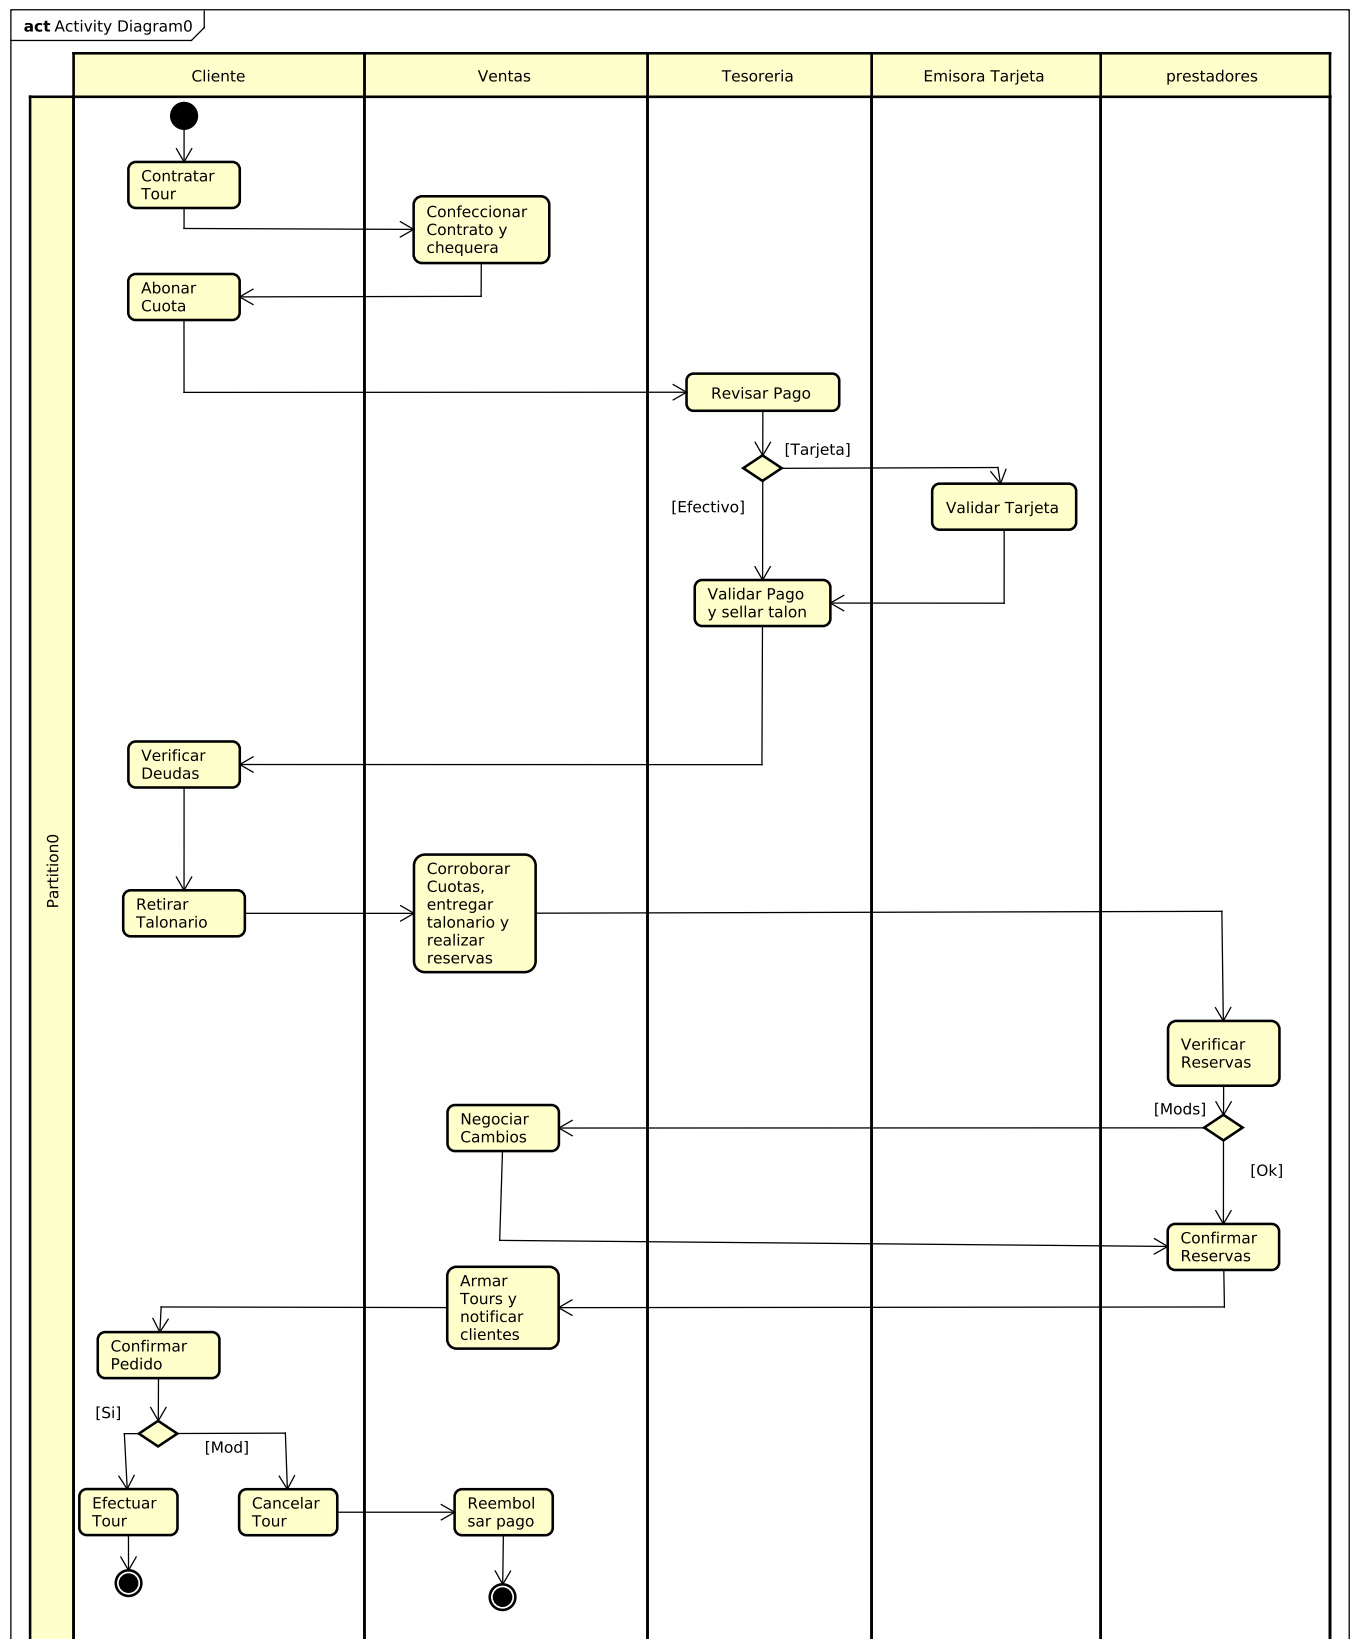 act Activity Diagram0
Cliente
Ventas
Tesoreria
Emisora Tarjeta
prestadores
Partition0
Contratar
Tour
Confeccionar
Contrato y
chequera
Abonar
Cuota
Revisar Pago
[Tarjeta]
[Efectivo]
Validar Tarjeta
Validar Pago
y sellar talon
Verificar
Deudas
Retirar
Talonario
Corroborar
Cuotas,
entregar
talonario y
realizar
reservas
Verificar
Reservas
[Mods]
Negociar
Cambios
[Ok]
Confirmar
Reservas
Armar
Tours y
notificar
clientes
Confirmar
Pedido
[Si]
[Mod]
Efectuar
Tour
Cancelar
Tour
Reembol
sar pago